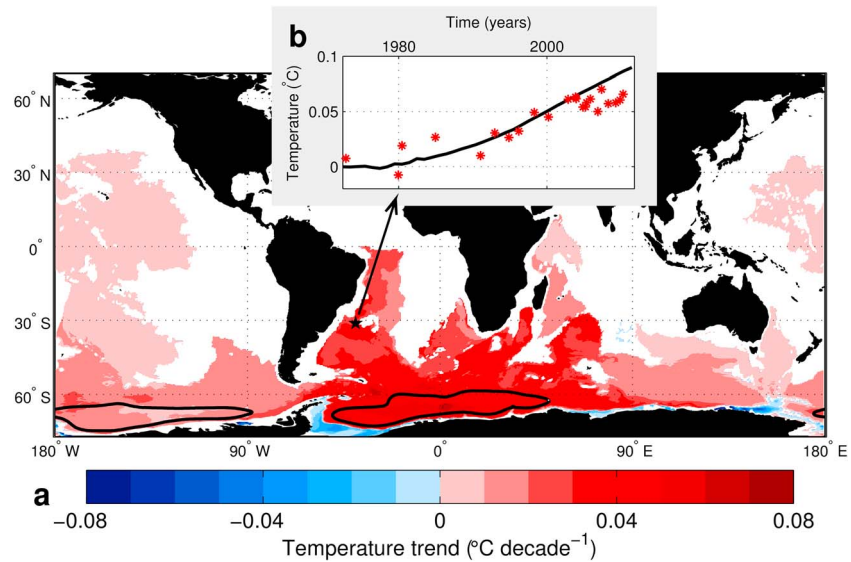 b
Time (years)
1980 2000
Temperature (°C)
0.1
0.05
0
60° N
30° N
0°
30° S
60° S
180° W 90° W 0° 90° E 180° E
a
−0.08 −0.04 0 0.04 0.08
Temperature trend (°C decade⁻¹)